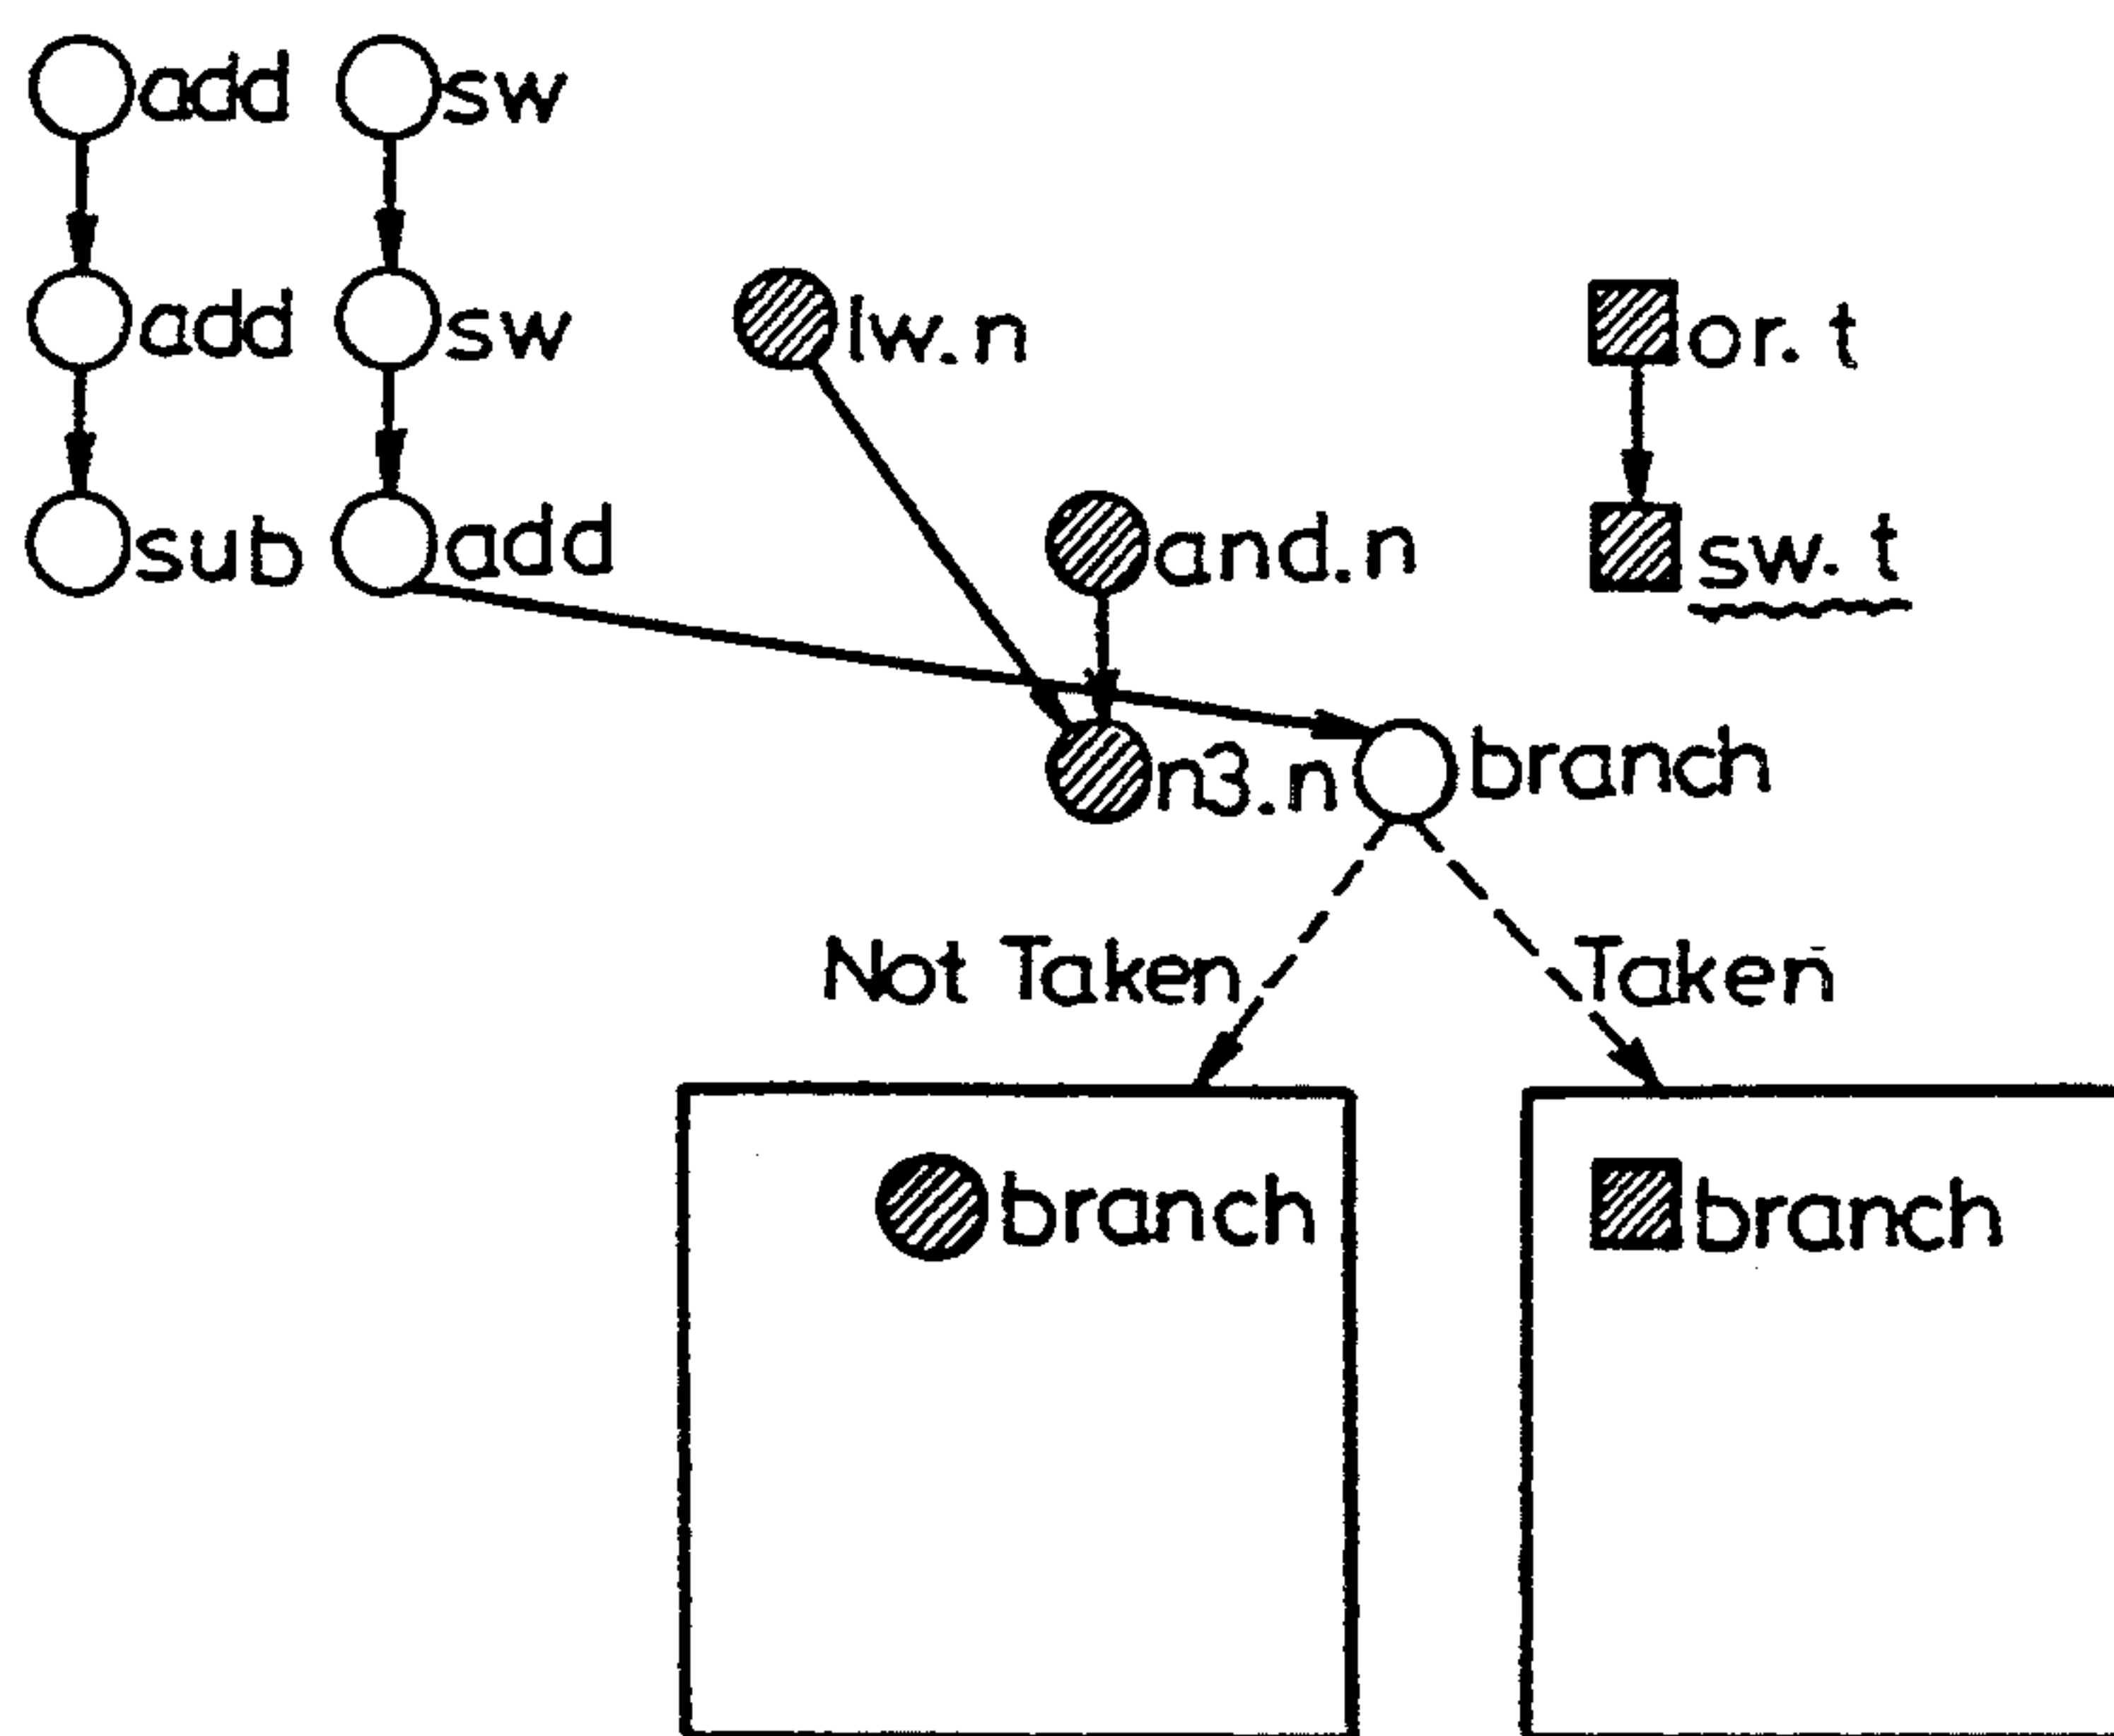 add sw
add sw lw.n or.t
sub add and.n sw.t
n3.n branch
Not Taken Taken
branch branch